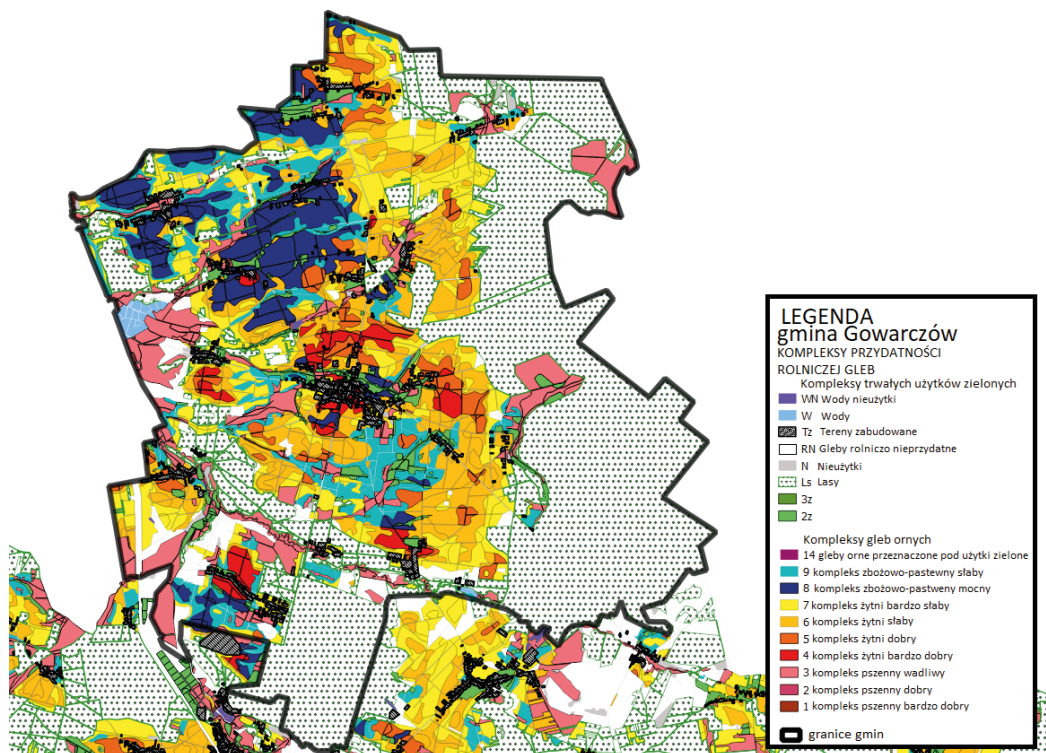 LEGENDA
gmina Gowarczów
KOMPLEKSY PRZYDATNOŚCI
ROLNICZEJ GLEB
Kompleksy trwałych użytków zielonych
WN Wody nieużytki
W Wody
Tz Tereny zabudowane
RN Gleby rolniczo nieprzydatne
N Nieużytki
Ls Lasy
3z
2z
Kompleksy gleb ornych
14 gleby orne przeznaczone pod użytki zielone
9 kompleks zbożowo-pastewny słaby
8 kompleks zbożowo-pastweny mocny
7 kompleks żytni bardzo słaby
6 kompleks żytni słaby
5 kompleks żytni dobry
4 kompleks żytni bardzo dobry
3 kompleks pszenny wadliwy
2 kompleks pszenny dobry
1 kompleks pszenny bardzo dobry
granice gmin